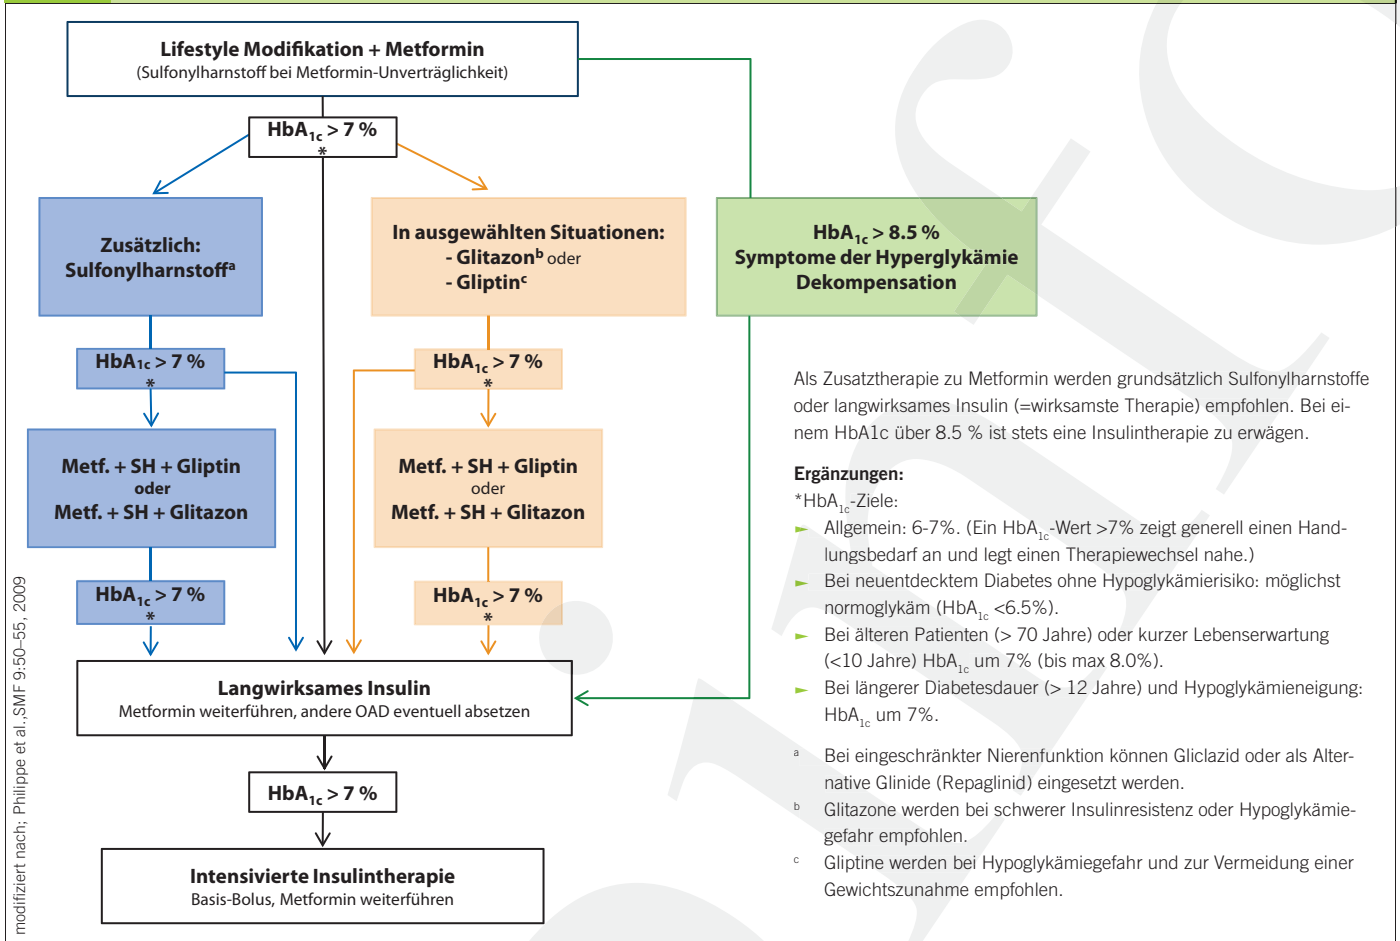 Lifestyle Modifikation + Metformin
(Sulfonylharnstoff bei Metformin-Unverträglichkeit)
HbA1c > 7 %
*
Zusätzlich:
Sulfonylharnstoffa
In ausgewählten Situationen:
- Glitazonb oder
- Gliptinc
HbA1c > 8.5 %
Symptome der Hyperglykämie
Dekompensation
HbA1c > 7 %
*
HbA1c > 7 %
*
Metf. + SH + Gliptin
oder
Metf. + SH + Glitazon
Metf. + SH + Gliptin
oder
Metf. + SH + Glitazon
HbA1c > 7 %
*
HbA1c > 7 %
*
Langwirksames Insulin
Metformin weiterführen, andere OAD eventuell absetzen
HbA1c > 7 %
Intensivierte Insulintherapie
Basis-Bolus, Metformin weiterführen
Als Zusatztherapie zu Metformin werden grundsätzlich Sulfonylharnstoffe
oder langwirksames Insulin (=wirksamste Therapie) empfohlen. Bei ei-
nem HbA1c über 8.5 % ist stets eine Insulintherapie zu erwägen.
Ergänzungen:
*HbA1c-Ziele:
► Allgemein: 6-7%. (Ein HbA1c-Wert >7% zeigt generell einen Hand-
lungsbedarf an und legt einen Therapiewechsel nahe.)
► Bei neuentdecktem Diabetes ohne Hypoglykämierisiko: möglichst
normoglykäm (HbA1c <6.5%).
► Bei älteren Patienten (> 70 Jahre) oder kurzer Lebenserwartung
(<10 Jahre) HbA1c um 7% (bis max 8.0%).
► Bei längerer Diabetesdauer (> 12 Jahre) und Hypoglykämieneigung:
HbA1c um 7%.
a Bei eingeschränkter Nierenfunktion können Gliclazid oder als Alter-
native Glinide (Repaglinid) eingesetzt werden.
b Glitazone werden bei schwerer Insulinresistenz oder Hypoglykämie-
gefahr empfohlen.
c Gliptine werden bei Hypoglykämiegefahr und zur Vermeidung einer
Gewichtszunahme empfohlen.
modifiziert nach; Philippe et al.,SMF 9:50–55, 2009